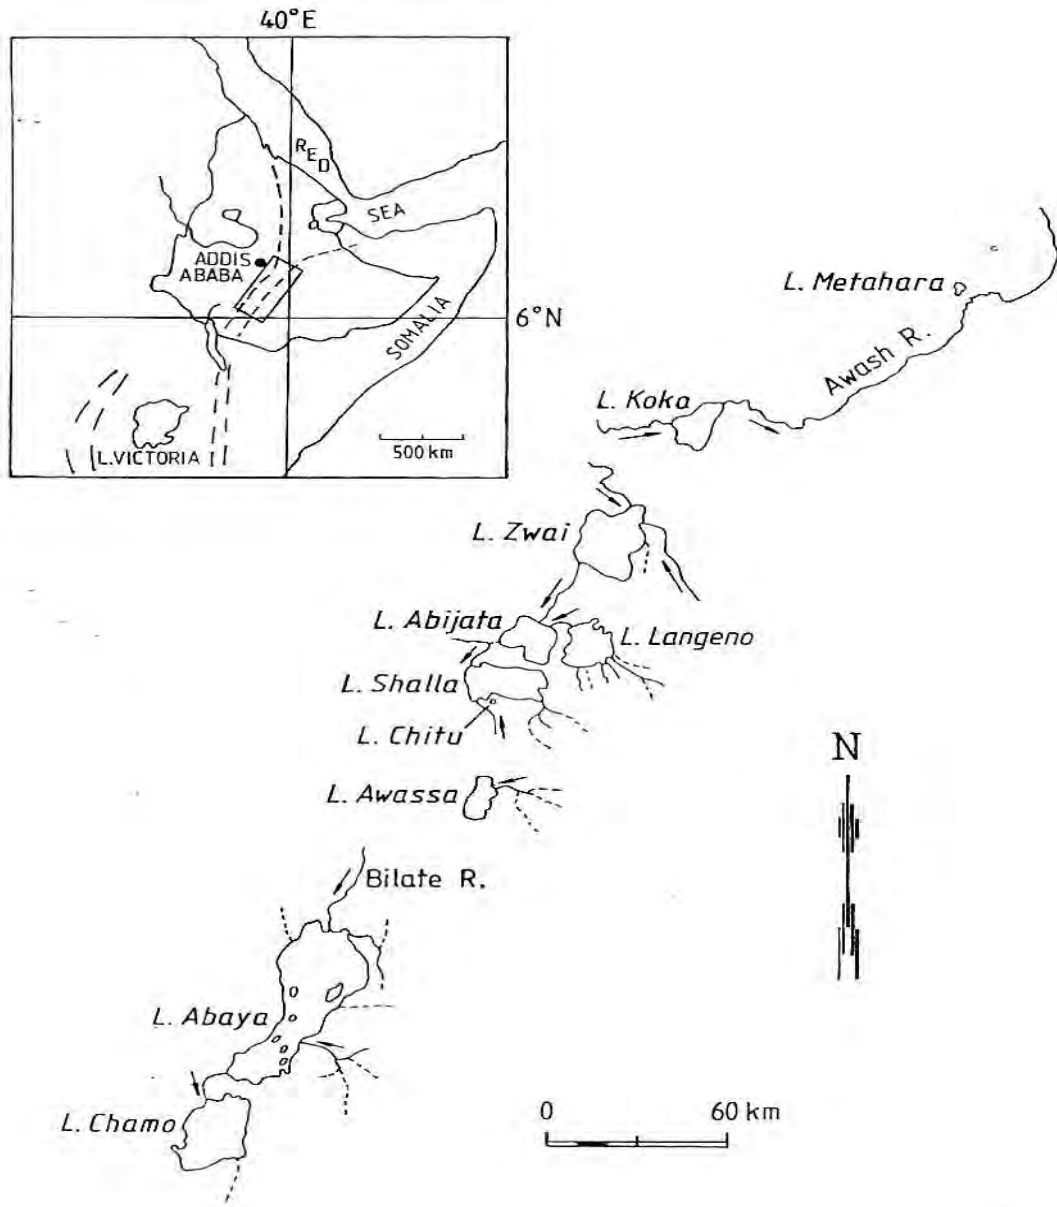 40°E
RED
SEA
ADDIS
ABABA
6°N
SOMALIA
L.VICTORIA
500 km
L. Metahara
Awash R.
L. Koka
L. Zwai
L. Abijata
L. Langeno
L. Shalla
L. Chitu
N
L. Awassa
Bilate R.
L. Abaya
0 60 km
L. Chamo